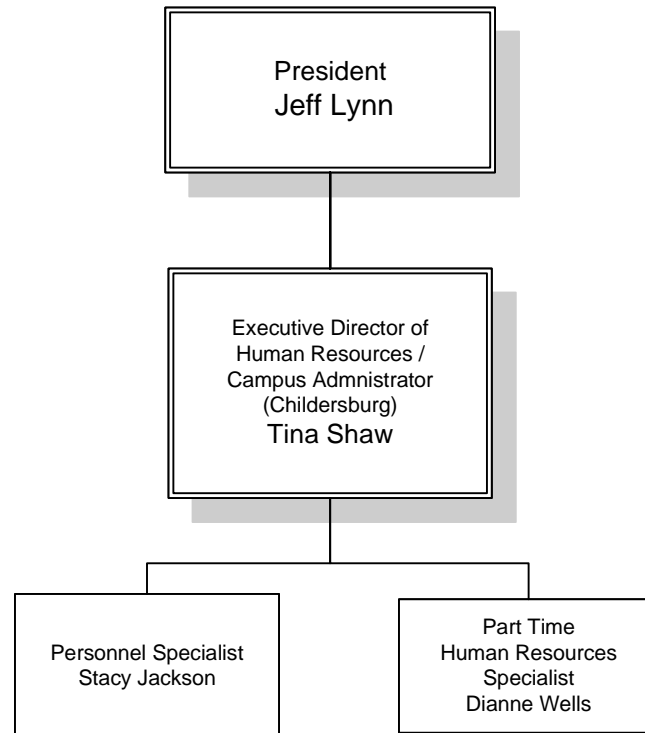 President
Jeff Lynn
Executive Director of
Human Resources /
Campus Admnistrator
(Childersburg)
Tina Shaw
Personnel Specialist
Stacy Jackson
Part Time
Human Resources
Specialist
Dianne Wells